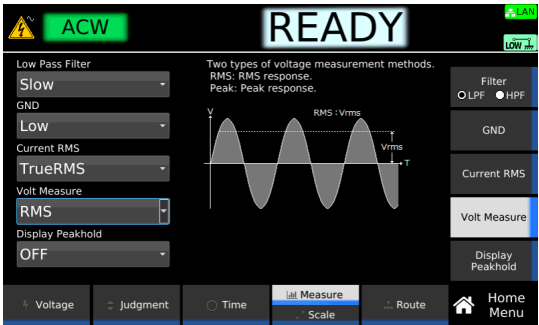 ACW
READY
LAN
LOW
Low Pass Filter
Slow
GND
Low
Current RMS
TrueRMS
Volt Measure
RMS
Display Peakhold
OFF
Two types of voltage measurement methods.
RMS: RMS response.
Peak: Peak response.
V
RMS : Vrms
Vrms
T
Filter
LPF HPF
GND
Current RMS
Volt Measure
Display
Peakhold
Voltage
Judgment
Time
Measure
Scale
Route
Home
Menu